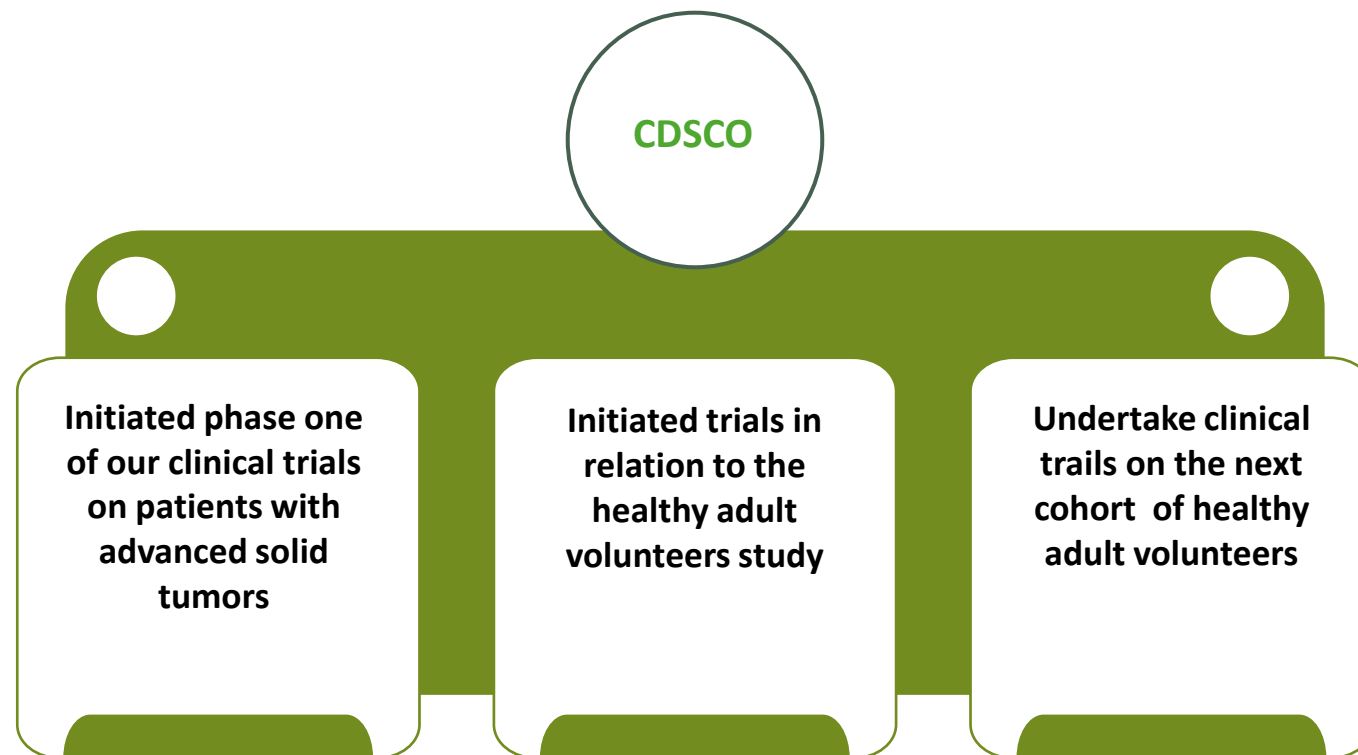 CDSCO
Initiated phase one
of our clinical trials
on patients with
advanced solid
tumors
Initiated trials in
relation to the
healthy adult
volunteers study
Undertake clinical
trails on the next
cohort  of healthy
adult volunteers